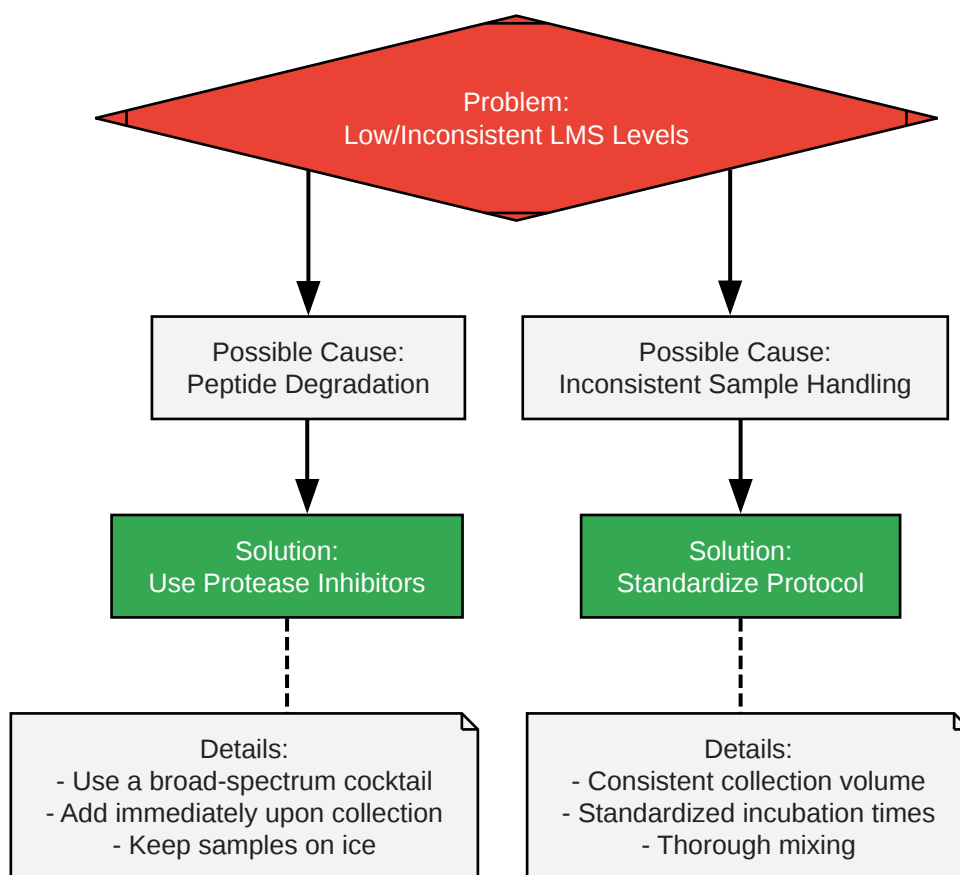 Problem:
Low/Inconsistent LMS Levels
Possible Cause:
Peptide Degradation
Possible Cause:
Inconsistent Sample Handling
Solution:
Use Protease Inhibitors
Solution:
Standardize Protocol
Details:
- Use a broad-spectrum cocktail
- Add immediately upon collection
- Keep samples on ice
Details:
- Consistent collection volume
- Standardized incubation times
- Thorough mixing